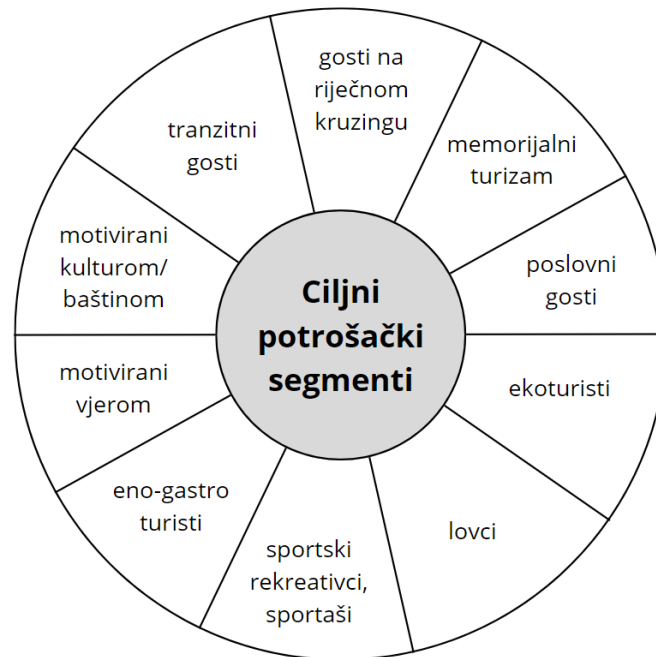 gosti na
riječnom
kruzingu
memorijalni
turizam
poslovni
gosti
ekoturisti
lovci
sportski
rekreativci,
sportaši
eno-gastro
turisti
motivirani
vjerom
motivirani
kulturom/
baštinom
tranzitni
gosti
Ciljni
potrošački
segmenti